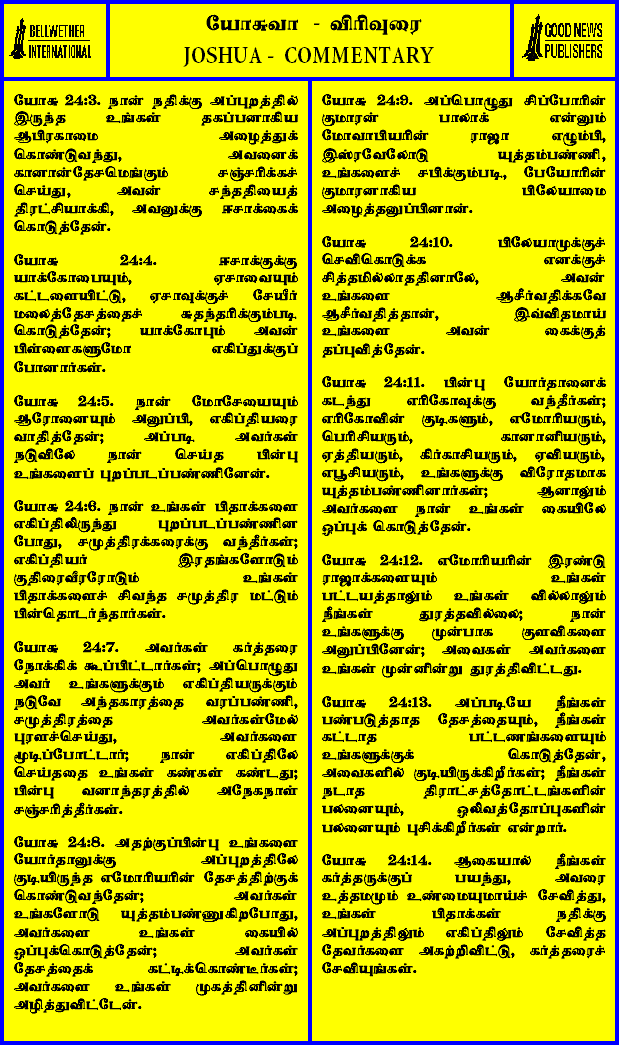 BELLWETHER
INTERNATIONAL
யோசுவா - விரிவுரை
JOSHUA - COMMENTARY
GOOD NEWS
PUBLISHERS
யோசு 24:3. நான் நதிக்கு அப்புறத்தில்
இருந்த உங்கள் தகப்பனாகிய
ஆபிரகாமை அழைத்துக்
கொண்டுவந்து, அவனைக்
கானான்தேசமெங்கும் சஞ்சரிக்கச்
செய்து, அவன் சந்ததியைத்
திரட்சியாக்கி, அவனுக்கு ஈசாக்கைக்
கொடுத்தேன்.
யோசு 24:4. ஈசாக்குக்கு
யாக்கோபையும், ஏசாவையும்
கட்டளையிட்டு, ஏசாவுக்குச் சேயீர்
மலைத்தேசத்தைச் சுதந்தரிக்கும்படி
கொடுத்தேன்; யாக்கோபும் அவன்
பிள்ளைகளுமோ எகிப்துக்குப்
போனார்கள்.
யோசு 24:5. நான் மோசேயையும்
ஆரோனையும் அனுப்பி, எகிப்தியரை
வாதித்தேன்; அப்படி அவர்கள்
நடுவிலே நான் செய்த பின்பு
உங்களைப் புறப்படப்பண்ணினேன்.
யோசு 24:6. நான் உங்கள் பிதாக்களை
எகிப்திலிருந்து புறப்படப்பண்ணின
போது, சமுத்திரக்கரைக்கு வந்தீர்கள்;
எகிப்தியர் இரதங்களோடும்
குதிரைவீரரோடும் உங்கள்
பிதாக்களைச் சிவந்த சமுத்திர மட்டும்
பின்தொடர்ந்தார்கள்.
யோசு 24:7. அவர்கள் கர்த்தரை
நோக்கிக் கூப்பிட்டார்கள்; அப்பொழுது
அவர் உங்களுக்கும் எகிப்தியருக்கும்
நடுவே அந்தகாரத்தை வரப்பண்ணி,
சமுத்திரத்தை அவர்கள்மேல்
புரளச்செய்து, அவர்களை
மூடிப்போட்டார்; நான் எகிப்திலே
செய்ததை உங்கள் கண்கள் கண்டது;
பின்பு வனாந்தரத்தில் அநேகநாள்
சஞ்சரித்தீர்கள்.
யோசு 24:8. அதற்குப்பின்பு உங்களை
யோர்தானுக்கு அப்புறத்திலே
குடியிருந்த எமோரியரின் தேசத்திற்குக்
கொண்டுவந்தேன்; அவர்கள்
உங்களோடு யுத்தம்பண்ணுகிறபோது,
அவர்களை உங்கள் கையில்
ஒப்புக்கொடுத்தேன்; அவர்கள்
தேசத்தைக் கட்டிக்கொண்டீர்கள்;
அவர்களை உங்கள் முகத்தினின்று
அழித்துவிட்டேன்.
யோசு 24:9. அப்பொழுது சிப்போரின்
குமாரன் பாலாக் என்னும்
மோவாபியரின் ராஜா எழும்பி,
இஸ்ரவேலோடு யுத்தம்பண்ணி,
உங்களைச் சபிக்கும்படி, பேயோரின்
குமாரனாகிய பிலேயாமை
அழைத்தனுப்பினான்.
யோசு 24:10. பிலேயாமுக்குச்
செவிகொடுக்க எனக்குச்
சித்தமில்லாததினாலே, அவன்
உங்களை ஆசீர்வதிக்கவே
ஆசீர்வதித்தான், இவ்விதமாய்
உங்களை அவன் கைக்குத்
தப்புவித்தேன்.
யோசு 24:11. பின்பு யோர்தானைக்
கடந்து எரிகோவுக்கு வந்தீர்கள்;
எரிகோவின் குடிகளும், எமோரியரும்,
பெரிசியரும், கானானியரும்,
ஏத்தியரும், கிர்காசியரும், ஏவியரும்,
எபூசியரும், உங்களுக்கு விரோதமாக
யுத்தம்பண்ணினார்கள்; ஆனாலும்
அவர்களை நான் உங்கள் கையிலே
ஒப்புக் கொடுத்தேன்.
யோசு 24:12. எமோரியரின் இரண்டு
ராஜாக்களையும் உங்கள்
பட்டயத்தாலும் உங்கள் வில்லாலும்
நீங்கள் துரத்தவில்லை; நான்
உங்களுக்கு முன்பாக குளவிகளை
அனுப்பினேன்; அவைகள் அவர்களை
உங்கள் முன்னின்று துரத்திவிட்டது.
யோசு 24:13. அப்படியே நீங்கள்
பண்படுத்தாத தேசத்தையும், நீங்கள்
கட்டாத பட்டணங்களையும்
உங்களுக்குக் கொடுத்தேன்,
அவைகளில் குடியிருக்கிறீர்கள்; நீங்கள்
நடாத திராட்சத்தோட்டங்களின்
பலனையும், ஒலிவத்தோப்புகளின்
பலனையும் புசிக்கிறீர்கள் என்றார்.
யோசு 24:14. ஆகையால் நீங்கள்
கர்த்தருக்குப் பயந்து, அவரை
உத்தமமும் உண்மையுமாய்ச் சேவித்து,
உங்கள் பிதாக்கள் நதிக்கு
அப்புறத்திலும் எகிப்திலும் சேவித்த
தேவர்களை அகற்றிவிட்டு, கர்த்தரைச்
சேவியுங்கள்.